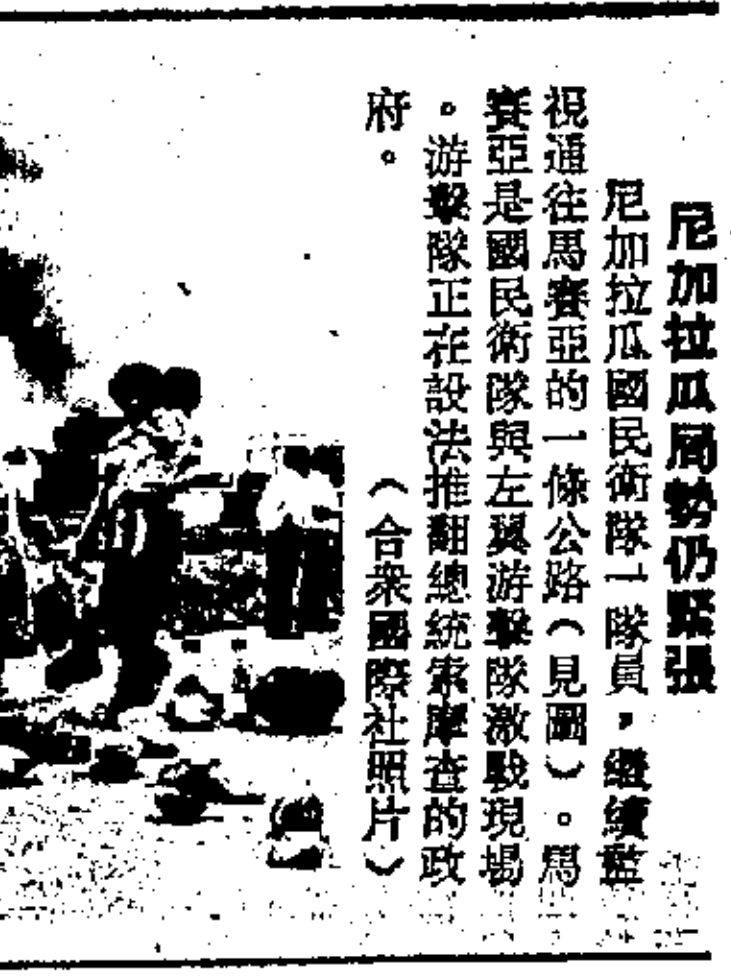 尼加拉瓜局勢仍緊張
尼加拉瓜國民衛隊一隊員，繼續監
視通往馬賽亞的一條公路（見圖）。馬
賽亞是國民衛隊與左翼游擊隊激戰現場
。游擊隊正在設法推翻總統索摩查的政
府。
（合衆國際社照片）